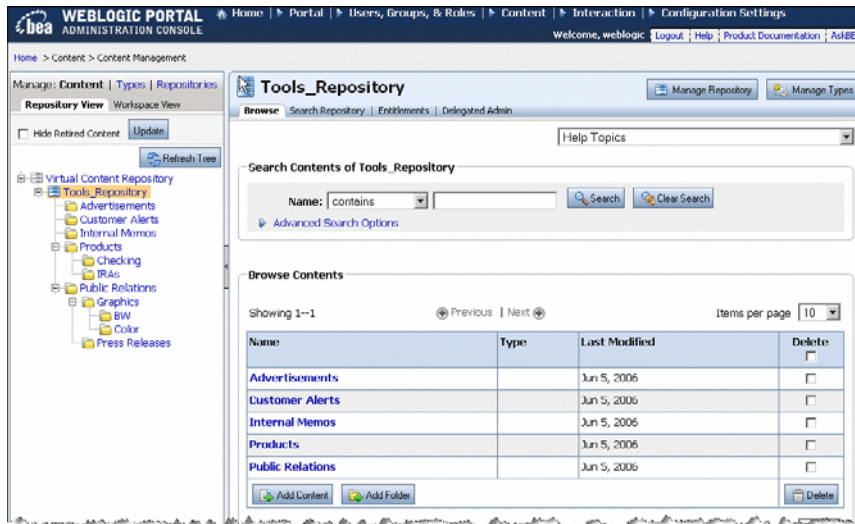 bea WEBLOGIC PORTAL
ADMINISTRATION CONSOLE
Home | Portal | Users, Groups, & Roles | Content | Interaction | Configuration Settings
Welcome, weblogic Logout | Help | Product Documentation | AskBE
Home > Content > Content Management
Manage: Content | Types | Repositories
Repository View Workspace View
Hide Retired Content Update
Refresh Tree
Virtual Content Repository
Tools_Repository
Advertisements
Customer Alerts
Internal Memos
Products
Checking
IRAs
Public Relations
Graphics
BW
Color
Press Releases
Tools_Repository
Manage Repository Manage Types
Browse Search Repository | Entitlements | Delegated Admin
Help Topics
Search Contents of Tools_Repository
Name: contains Search Clear Search
Advanced Search Options
Browse Contents
Showing 1--1 Previous | Next Items per page 10
Name Type Last Modified Delete
Advertisements Jun 5, 2006
Customer Alerts Jun 5, 2006
Internal Memos Jun 5, 2006
Products Jun 5, 2006
Public Relations Jun 5, 2006
Add Content Add Folder Delete